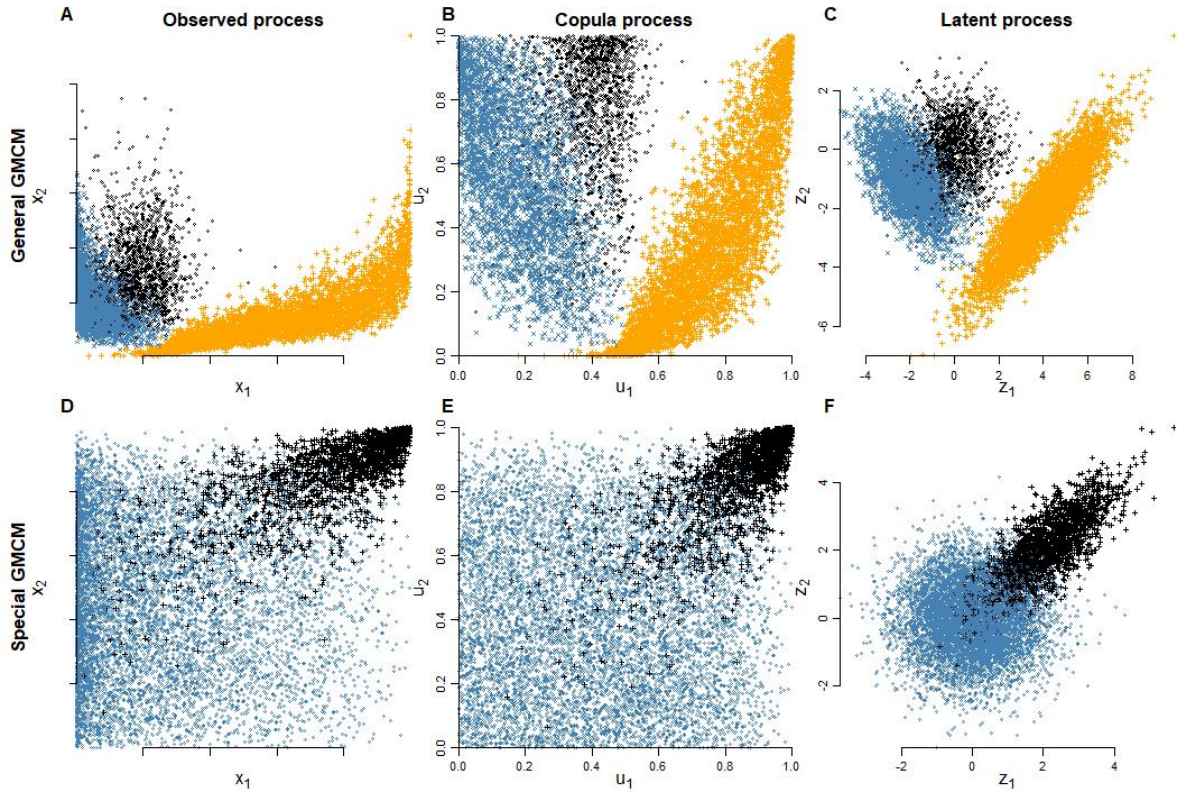 A Observed process B Copula process C Latent process
General GMCM
x2
x1
u2
1.0
0.8
0.6
0.4
0.2
0.0
0.0 0.2 0.4 0.6 0.8 1.0
u1
z2
2
0
-2
-4
-6
-4 -2 0 2 4 6 8
z1
D E F
Special GMCM
x2
x1
u2
1.0
0.8
0.6
0.4
0.2
0.0
0.0 0.2 0.4 0.6 0.8 1.0
u1
z2
4
2
0
-2
-2 0 2 4
z1